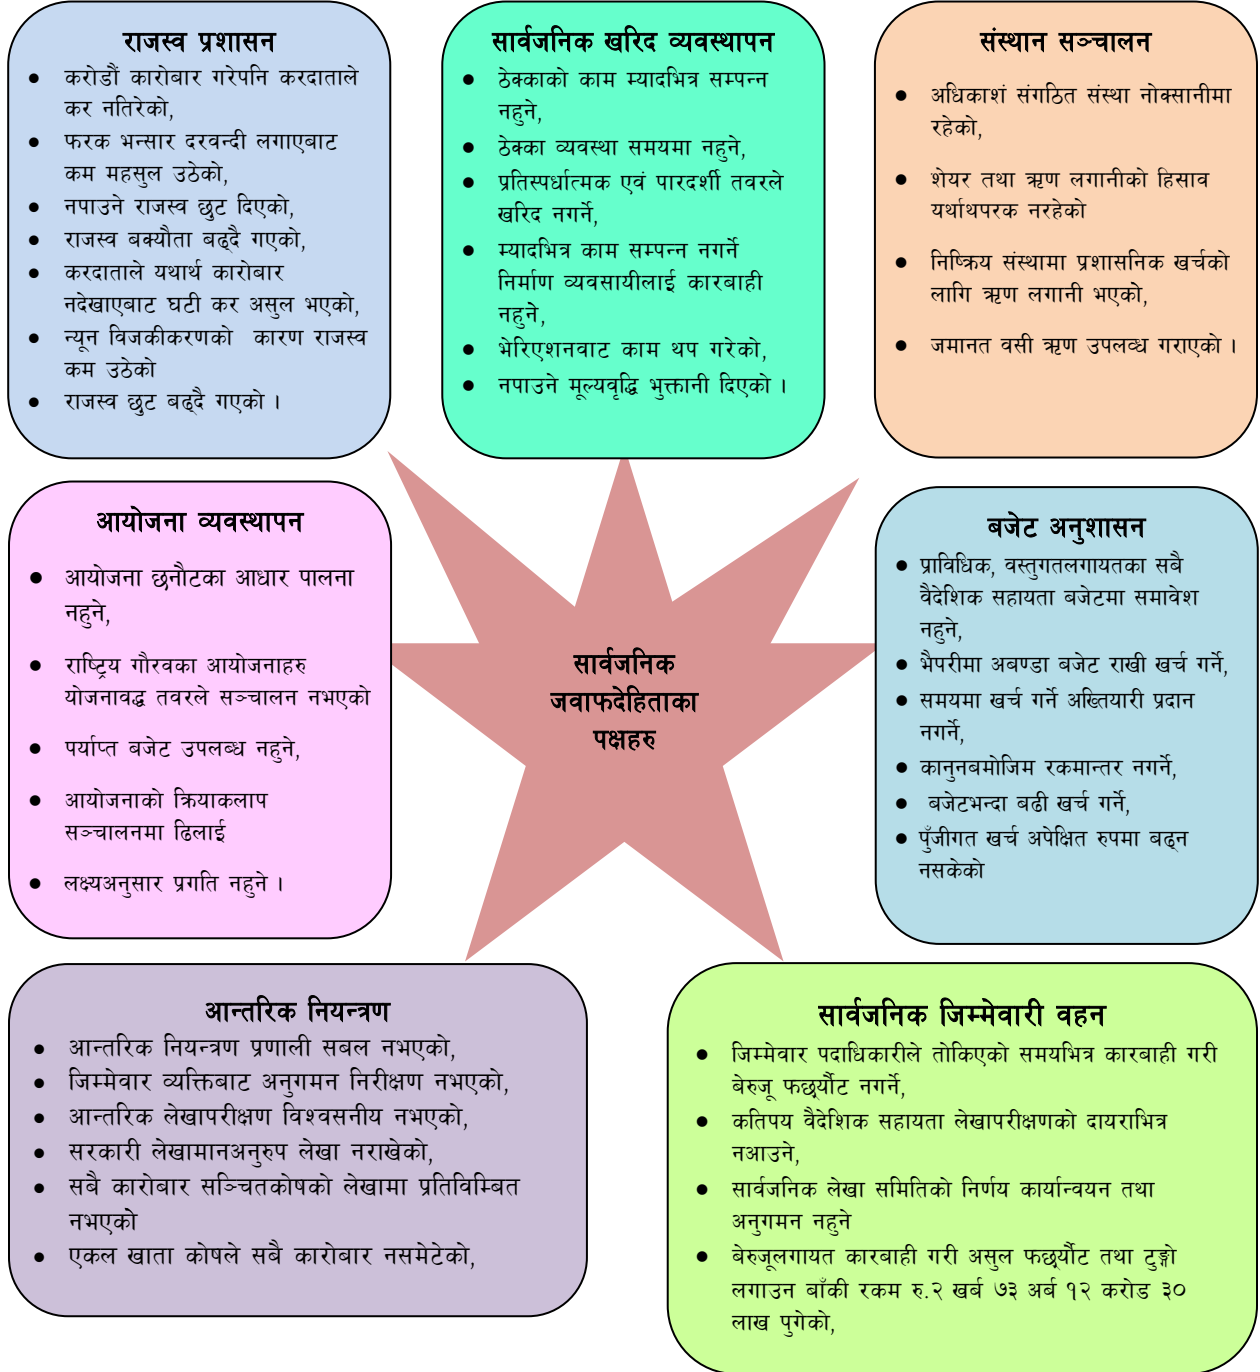 राजस्व प्रशासन
● करोडौं कारोबार गरेपनि करदाताले
कर नतिरेको,
● फरक भन्सार दरवन्दी लगाएबाट
कम महसुल उठेको,
● नपाउने राजस्व छुट दिएको,
● राजस्व बक्यौता बढ्दै गएको,
● करदाताले यथार्थ कारोबार
नदेखाएबाट घटी कर असुल भएको,
● न्यून विजकीकरणको कारण राजस्व
कम उठेको
● राजस्व छुट बढ्दै गएको ।
सार्वजनिक खरिद व्यवस्थापन
● ठेक्काको काम म्यादभित्र सम्पन्न
नहुने,
● ठेक्का व्यवस्था समयमा नहुने,
● प्रतिस्पर्धात्मक एवं पारदर्शी तवरले
खरिद नगर्ने,
● म्यादभित्र काम सम्पन्न नगर्ने
निर्माण व्यवसायीलाई कारबाही
नहुने,
● भेरिएशनवाट काम थप गरेको,
● नपाउने मूल्यवृद्धि भुक्तानी दिएको ।
संस्थान सञ्चालन
● अधिकाशं संगठित संस्था नोक्सानीमा
रहेको,
● शेयर तथा ऋण लगानीको हिसाव
यर्थाथपरक नरहेको
● निष्क्रिय संस्थामा प्रशासनिक खर्चको
लागि ऋण लगानी भएको,
● जमानत वसी ऋण उपलव्ध गराएको ।
आयोजना व्यवस्थापन
● आयोजना छनौटका आधार पालना
नहुने,
● राष्ट्रिय गौरवका आयोजनाहरु
योजनावद्ध तवरले सञ्चालन नभएको
● पर्याप्त बजेट उपलब्ध नहुने,
● आयोजनाको क्रियाकलाप
सञ्चालनमा ढिलाई
● लक्ष्यअनुसार प्रगति नहुने ।
सार्वजनिक
जवाफदेहिताका
पक्षहरु
बजेट अनुशासन
● प्राविधिक, वस्तुगतलगायतका सबै
वैदेशिक सहायता बजेटमा समावेश
नहुने,
● भैपरीमा अबण्डा बजेट राखी खर्च गर्ने,
● समयमा खर्च गर्ने अख्तियारी प्रदान
नगर्ने,
● कानुनबमोजिम रकमान्तर नगर्ने,
● बजेटभन्दा बढी खर्च गर्ने,
● पुँजीगत खर्च अपेक्षित रुपमा बढ्न
नसकेको
आन्तरिक नियन्त्रण
● आन्तरिक नियन्त्रण प्रणाली सबल नभएको,
● जिम्मेवार व्यक्तिबाट अनुगमन निरीक्षण नभएको,
● आन्तरिक लेखापरीक्षण विश्वसनीय नभएको,
● सरकारी लेखामानअनुरुप लेखा नराखेको,
● सबै कारोबार सञ्चितकोषको लेखामा प्रतिविम्बित
नभएको
● एकल खाता कोषले सबै कारोबार नसमेटेको,
सार्वजनिक जिम्मेवारी वहन
● जिम्मेवार पदाधिकारीले तोकिएको समयभित्र कारबाही गरी
बेरुजू फछर्यौट नगर्ने,
● कतिपय वैदेशिक सहायता लेखापरीक्षणको दायराभित्र
नआउने,
● सार्वजनिक लेखा समितिको निर्णय कार्यान्वयन तथा
अनुगमन नहुने
● बेरुजूलगायत कारबाही गरी असुल फछर्यौट तथा टुङ्गो
लगाउन बाँकी रकम रु.२ खर्ब ७३ अर्ब १२ करोड ३०
लाख पुगेको,